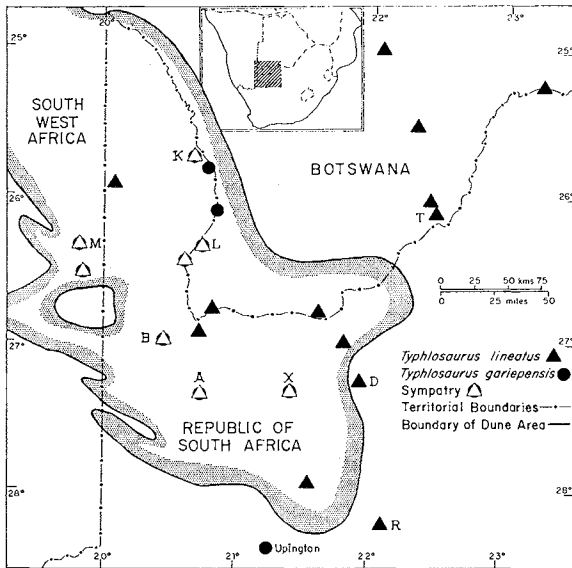 20°
22°
25°
25°
SOUTH
WEST
AFRICA
K
BOTSWANA
26°
26°
T
M
L
0 25 50 kms 75
0 25 miles 50
B
27°
27°
Typhlosaurus lineatus
Typhlosaurus gariepensis
Sympatry
Territorial Boundaries
Boundary of Dune Area
A
X
D
REPUBLIC OF
SOUTH AFRICA
28°
28°
R
Upington
20°
21°
22°
23°